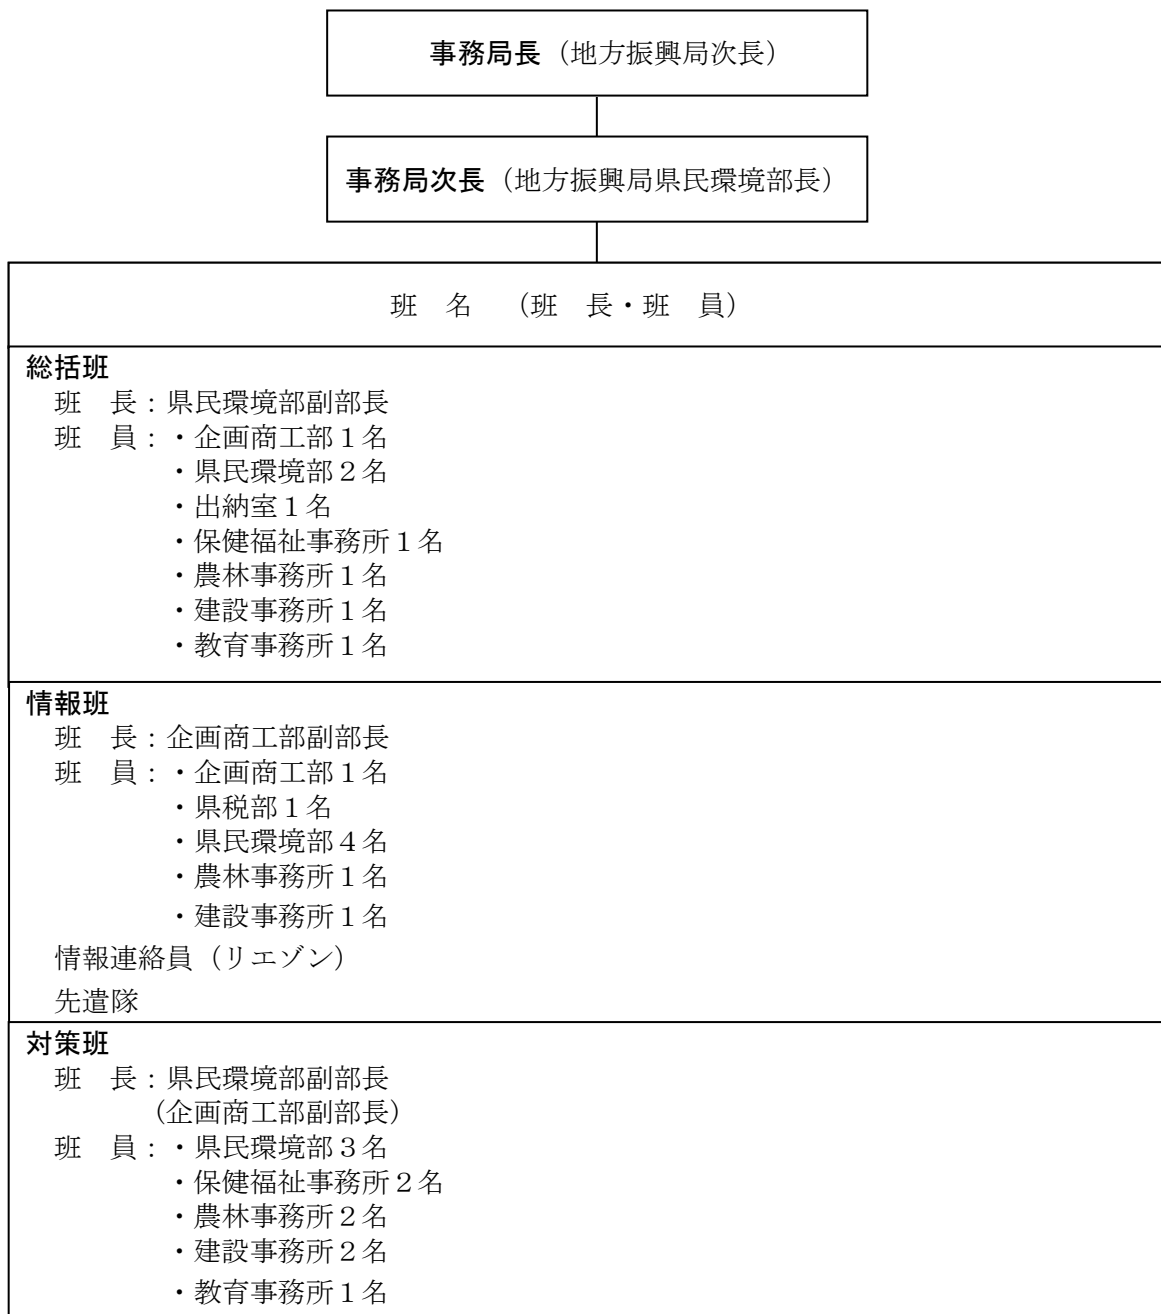 事務局長（地方振興局次長）
事務局次長（地方振興局県民環境部長）
班　名　（班　長・班　員）
総括班
班　長：県民環境部副部長
班　員：・企画商工部１名
・県民環境部２名
・出納室１名
・保健福祉事務所１名
・農林事務所１名
・建設事務所１名
・教育事務所１名
情報班
班　長：企画商工部副部長
班　員：・企画商工部１名
・県税部１名
・県民環境部４名
・農林事務所１名
・建設事務所１名
情報連絡員（リエゾン）
先遣隊
対策班
班　長：県民環境部副部長
（企画商工部副部長）
班　員：・県民環境部３名
・保健福祉事務所２名
・農林事務所２名
・建設事務所２名
・教育事務所１名